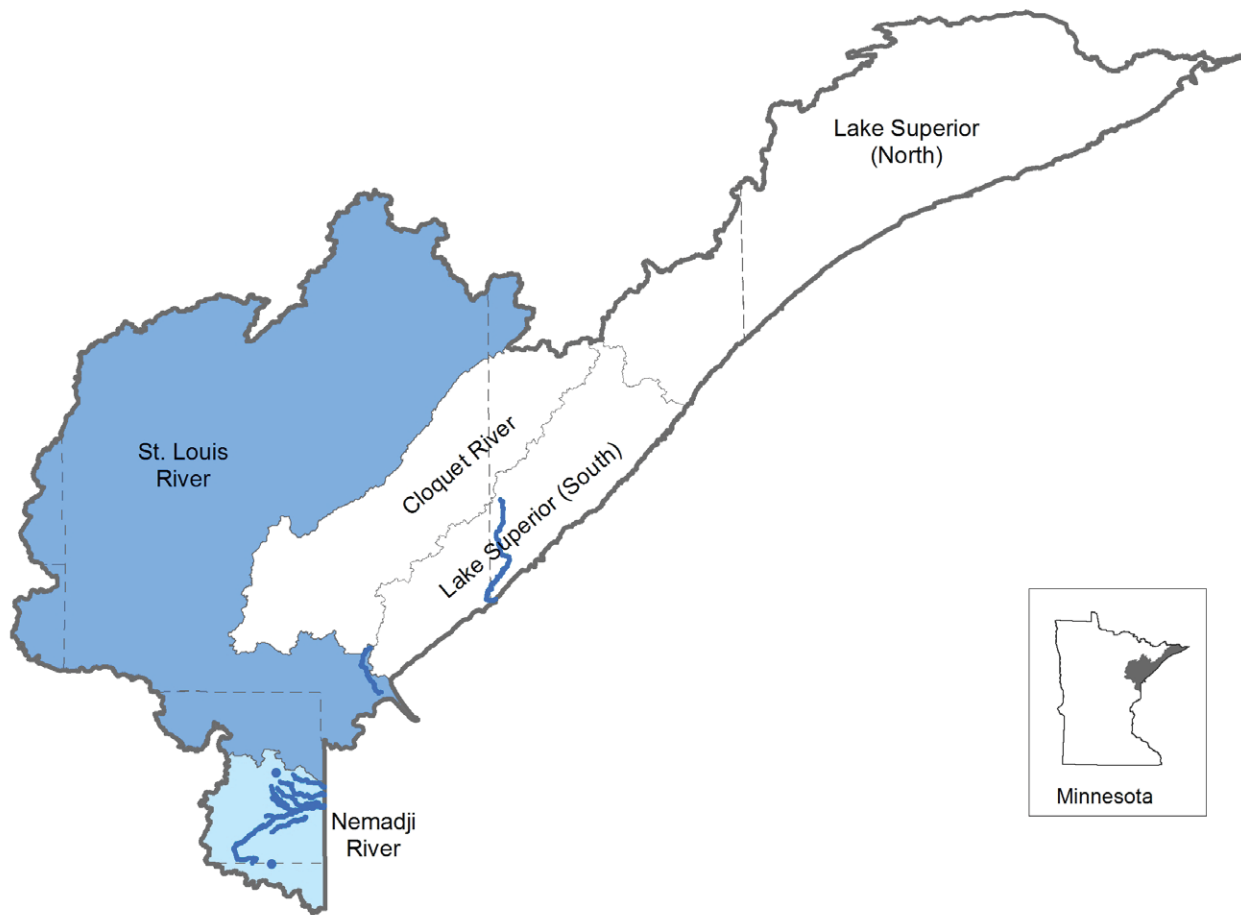 Lake Superior
(North)
St. Louis
River
Cloquet River
Lake Superior (South)
Nemadji
River
Minnesota